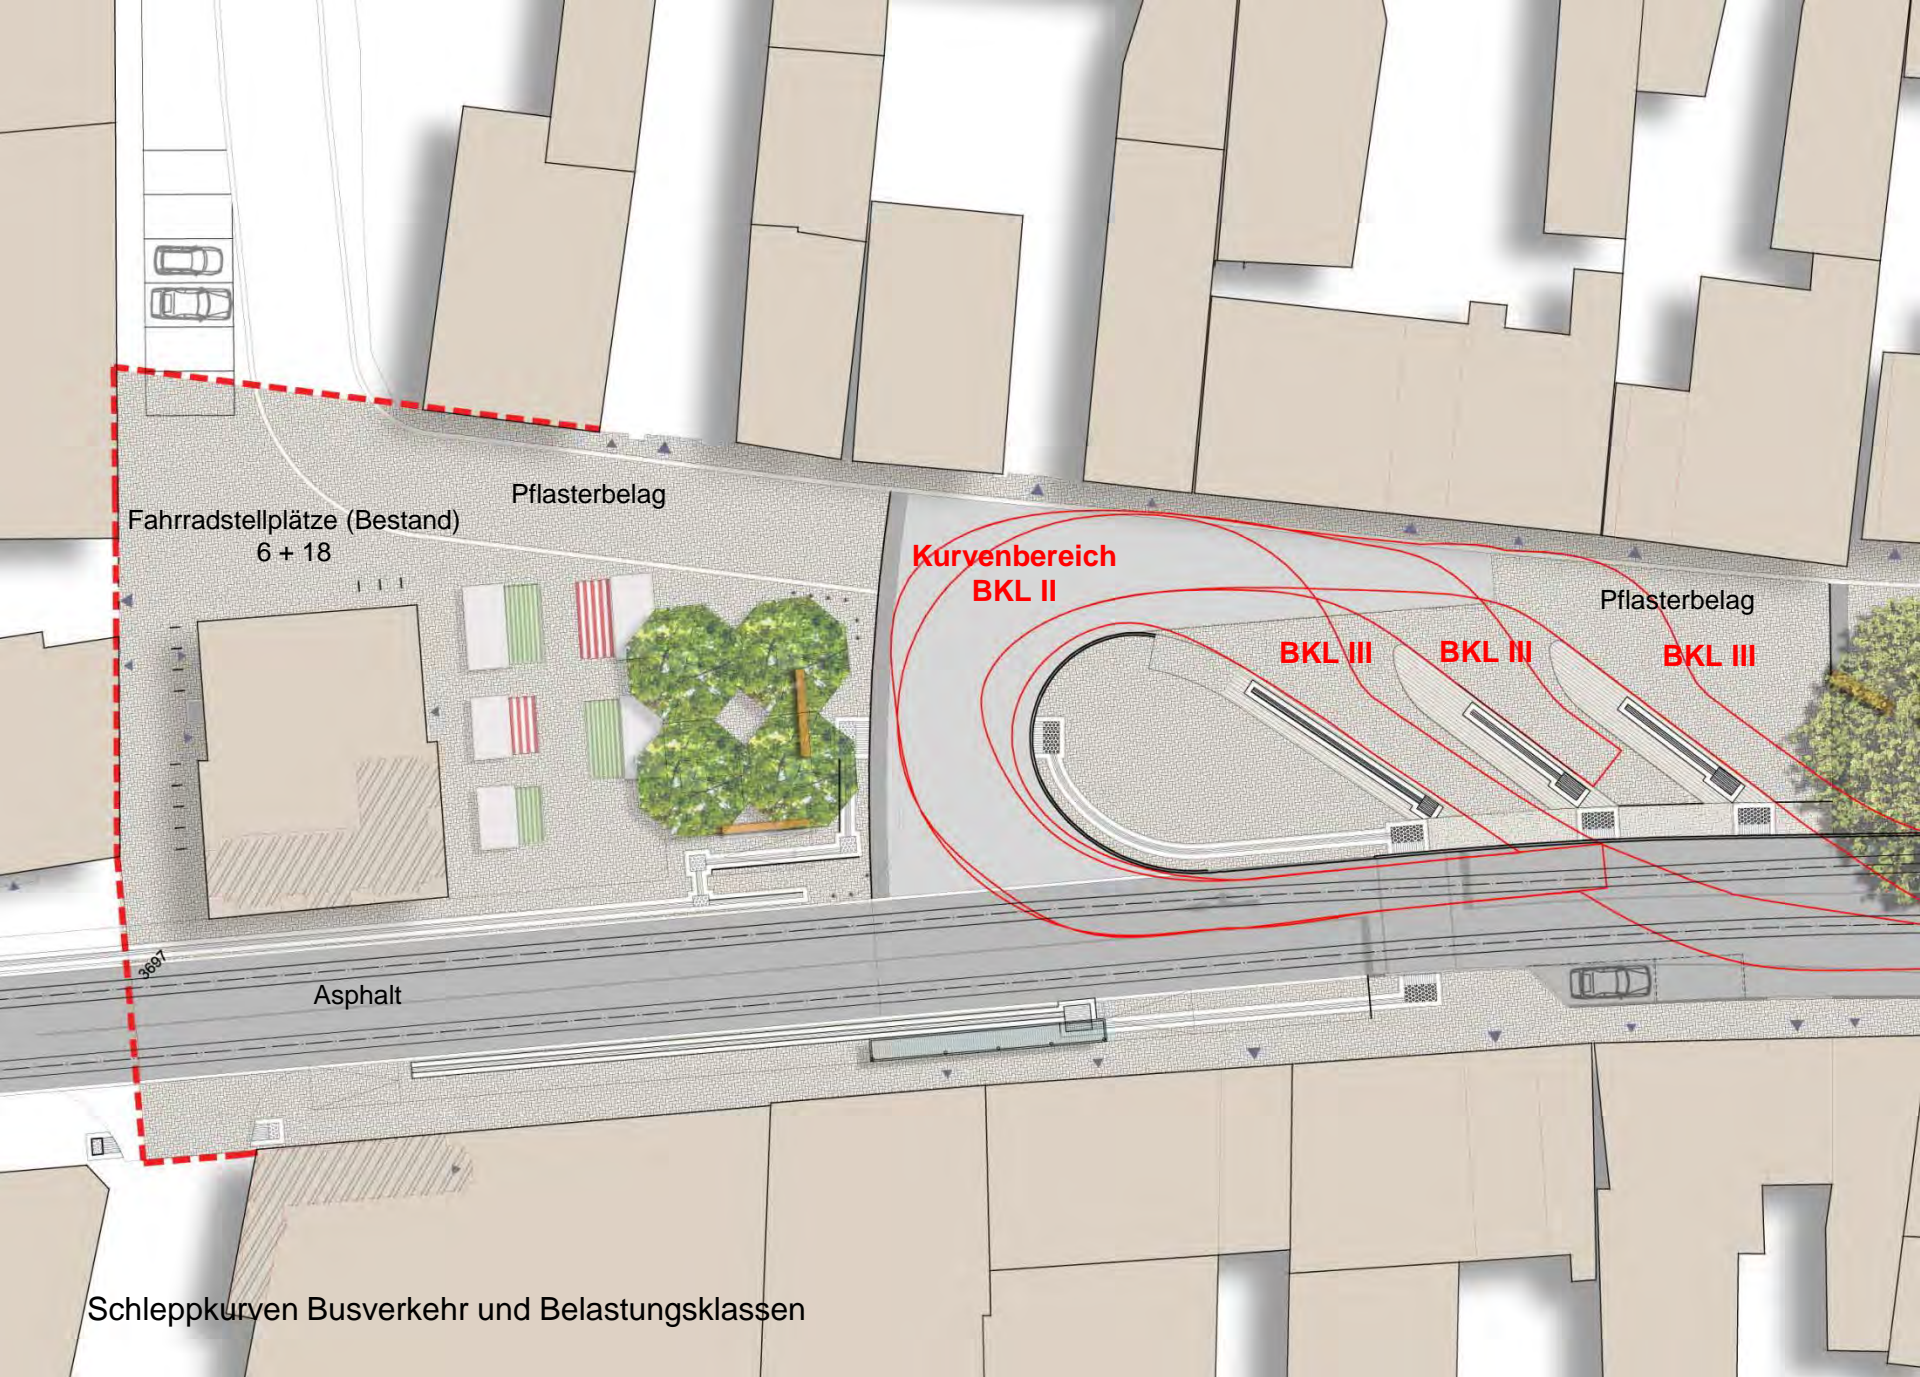 Pflasterbelag
Fahrradstellplätze (Bestand)
6 + 18
Kurvenbereich
BKL II
Pflasterbelag
BKL III
BKL III
BKL III
3697
Asphalt
Schleppkurven Busverkehr und Belastungsklassen